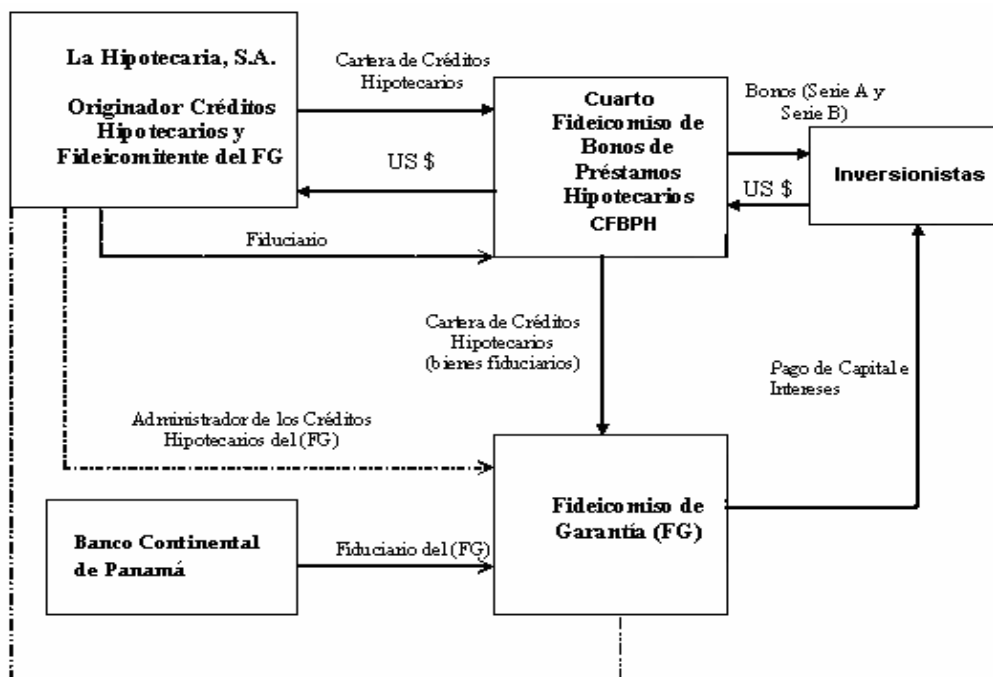 La Hipotecaria, S.A.
Originador Créditos
Hipotecarios y
Fideicomitente del FG
Cartera de Créditos
Hipotecarios
US $
Fiduciario
Cuarto
Fideicomiso de
Bonos de
Préstamos
Hipotecarios
CFBPH
Bonos (Serie A y
Serie B)
US $
Inversionistas
Cartera de Créditos
Hipotecarios
(bienes fiduciarios)
Pago de Capital e
Intereses
Administrador de los Créditos
Hipotecarios del (FG)
Banco Continental
de Panamá
Fiduciario del (FG)
Fideicomiso de
Garantía (FG)